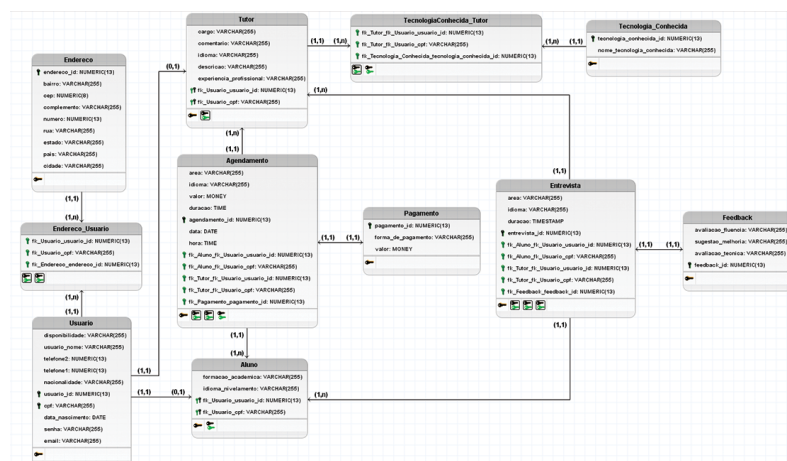 Tutor
cargo: VARCHAR(255)
comentario: VARCHAR(255)
idioma: VARCHAR(255)
descricao: VARCHAR(255)
experiencia_profissional: VARCHAR(255)
fk_Usuario_usuario_id: NUMERIC(13)
fk_Usuario_cpf: VARCHAR(255)
(1,1)
(1,n)
TecnologiaConhecida_Tutor
fk_Tutor_fk_Usuario_usuario_id: NUMERIC(13)
fk_Tutor_fk_Usuario_cpf: VARCHAR(255)
fk_Tecnologia_Conhecida_tecnologia_conhecida_id: NUMERIC(13)
(1,n)
(1,1)
Tecnologia_Conhecida
tecnologia_conhecida_id: NUMERIC(13)
nome_tecnologia_conhecida: VARCHAR(255)
Endereco
endereco_id: NUMERIC(13)
bairro: VARCHAR(255)
cep: NUMERIC(8)
complemento: VARCHAR(255)
numero: NUMERIC(13)
rua: VARCHAR(255)
estado: VARCHAR(255)
pais: VARCHAR(255)
cidade: VARCHAR(255)
(0,1)
(1,n)
(1,n)
(1,1)
(1,1)
(1,n)
Endereco_Usuario
fk_Usuario_usuario_id: NUMERIC(13)
fk_Usuario_cpf: VARCHAR(255)
fk_Endereco_endereco_id: NUMERIC(13)
(1,n)
(1,1)
Agendamento
area: VARCHAR(255)
idioma: VARCHAR(255)
valor: MONEY
duracao: TIME
agendamento_id: NUMERIC(13)
data: DATE
hora: TIME
fk_Aluno_fk_Usuario_usuario_id: NUMERIC(13)
fk_Aluno_fk_Usuario_cpf: VARCHAR(255)
fk_Tutor_fk_Usuario_usuario_id: NUMERIC(13)
fk_Tutor_fk_Usuario_cpf: VARCHAR(255)
fk_Pagamento_pagamento_id: NUMERIC(13)
(1,1)
(1,1)
Pagamento
pagamento_id: NUMERIC(13)
forma_de_pagamento: VARCHAR(255)
valor: MONEY
(1,1)
Entrevista
area: VARCHAR(255)
idioma: VARCHAR(255)
duracao: TIMESTAMP
entrevista_id: NUMERIC(13)
fk_Aluno_fk_Usuario_usuario_id: NUMERIC(13)
fk_Aluno_fk_Usuario_cpf: VARCHAR(255)
fk_Tutor_fk_Usuario_usuario_id: NUMERIC(13)
fk_Tutor_fk_Usuario_cpf: VARCHAR(255)
fk_Feedback_feedback_id: NUMERIC(13)
(1,1)
(1,1)
Feedback
avaliacao_fluencia: VARCHAR(255)
sugestao_melhoria: VARCHAR(255)
avaliacao_tecnica: VARCHAR(255)
feedback_id: NUMERIC(13)
(1,1)
Usuario
disponibilidade: VARCHAR(255)
usuario_nome: VARCHAR(255)
telefone2: NUMERIC(13)
telefone1: NUMERIC(13)
nacionalidade: VARCHAR(255)
usuario_id: NUMERIC(13)
cpf: VARCHAR(255)
data_nascimento: DATE
senha: VARCHAR(255)
email: VARCHAR(255)
(1,1)
(1,1)
(0,1)
(1,1)
(1,n)
Aluno
formacao_academica: VARCHAR(255)
idioma_nivelamento: VARCHAR(255)
fk_Usuario_usuario_id: NUMERIC(13)
fk_Usuario_cpf: VARCHAR(255)
(1,n)